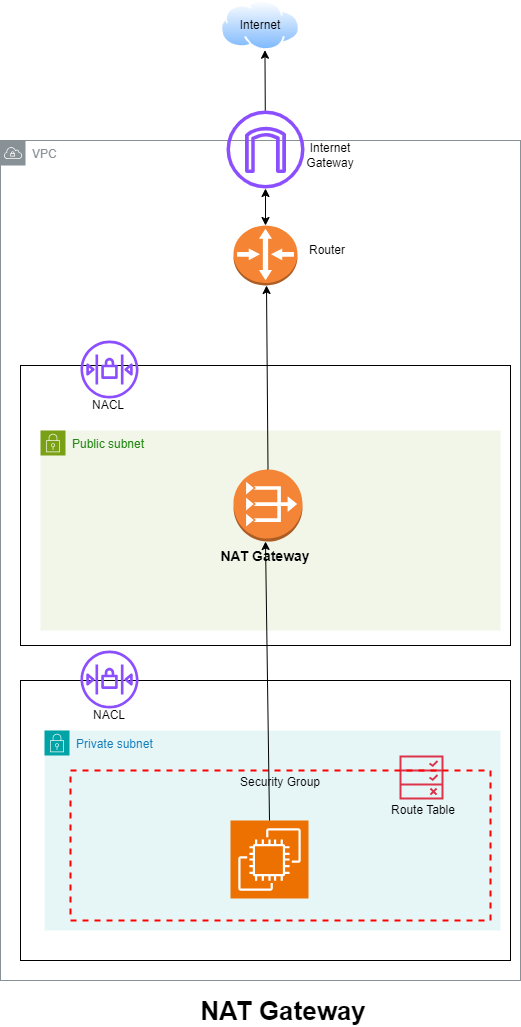 Internet
VPC
Internet
Gateway
Router
NACL
Public subnet
NAT Gateway
NACL
Private subnet
Security Group
Route Table
NAT Gateway